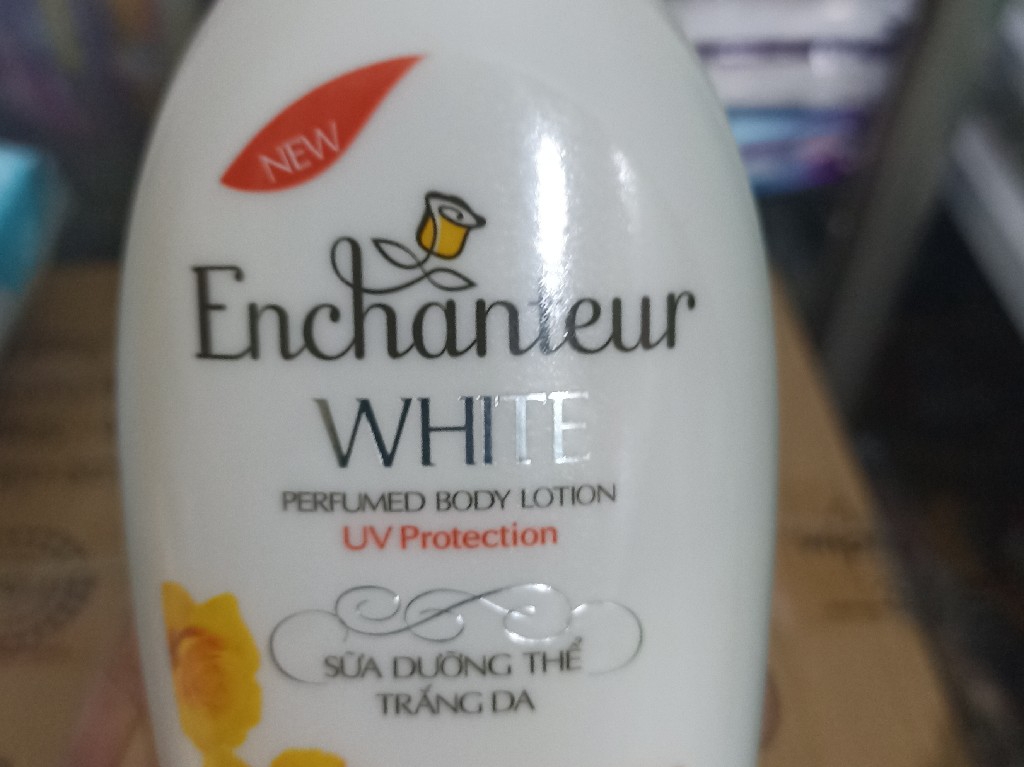 NEW
Enchanteur
WHITE
PERFUMED BODY LOTION
UV Protection
SỮA DƯỠNG THỂ
TRẮNG DA